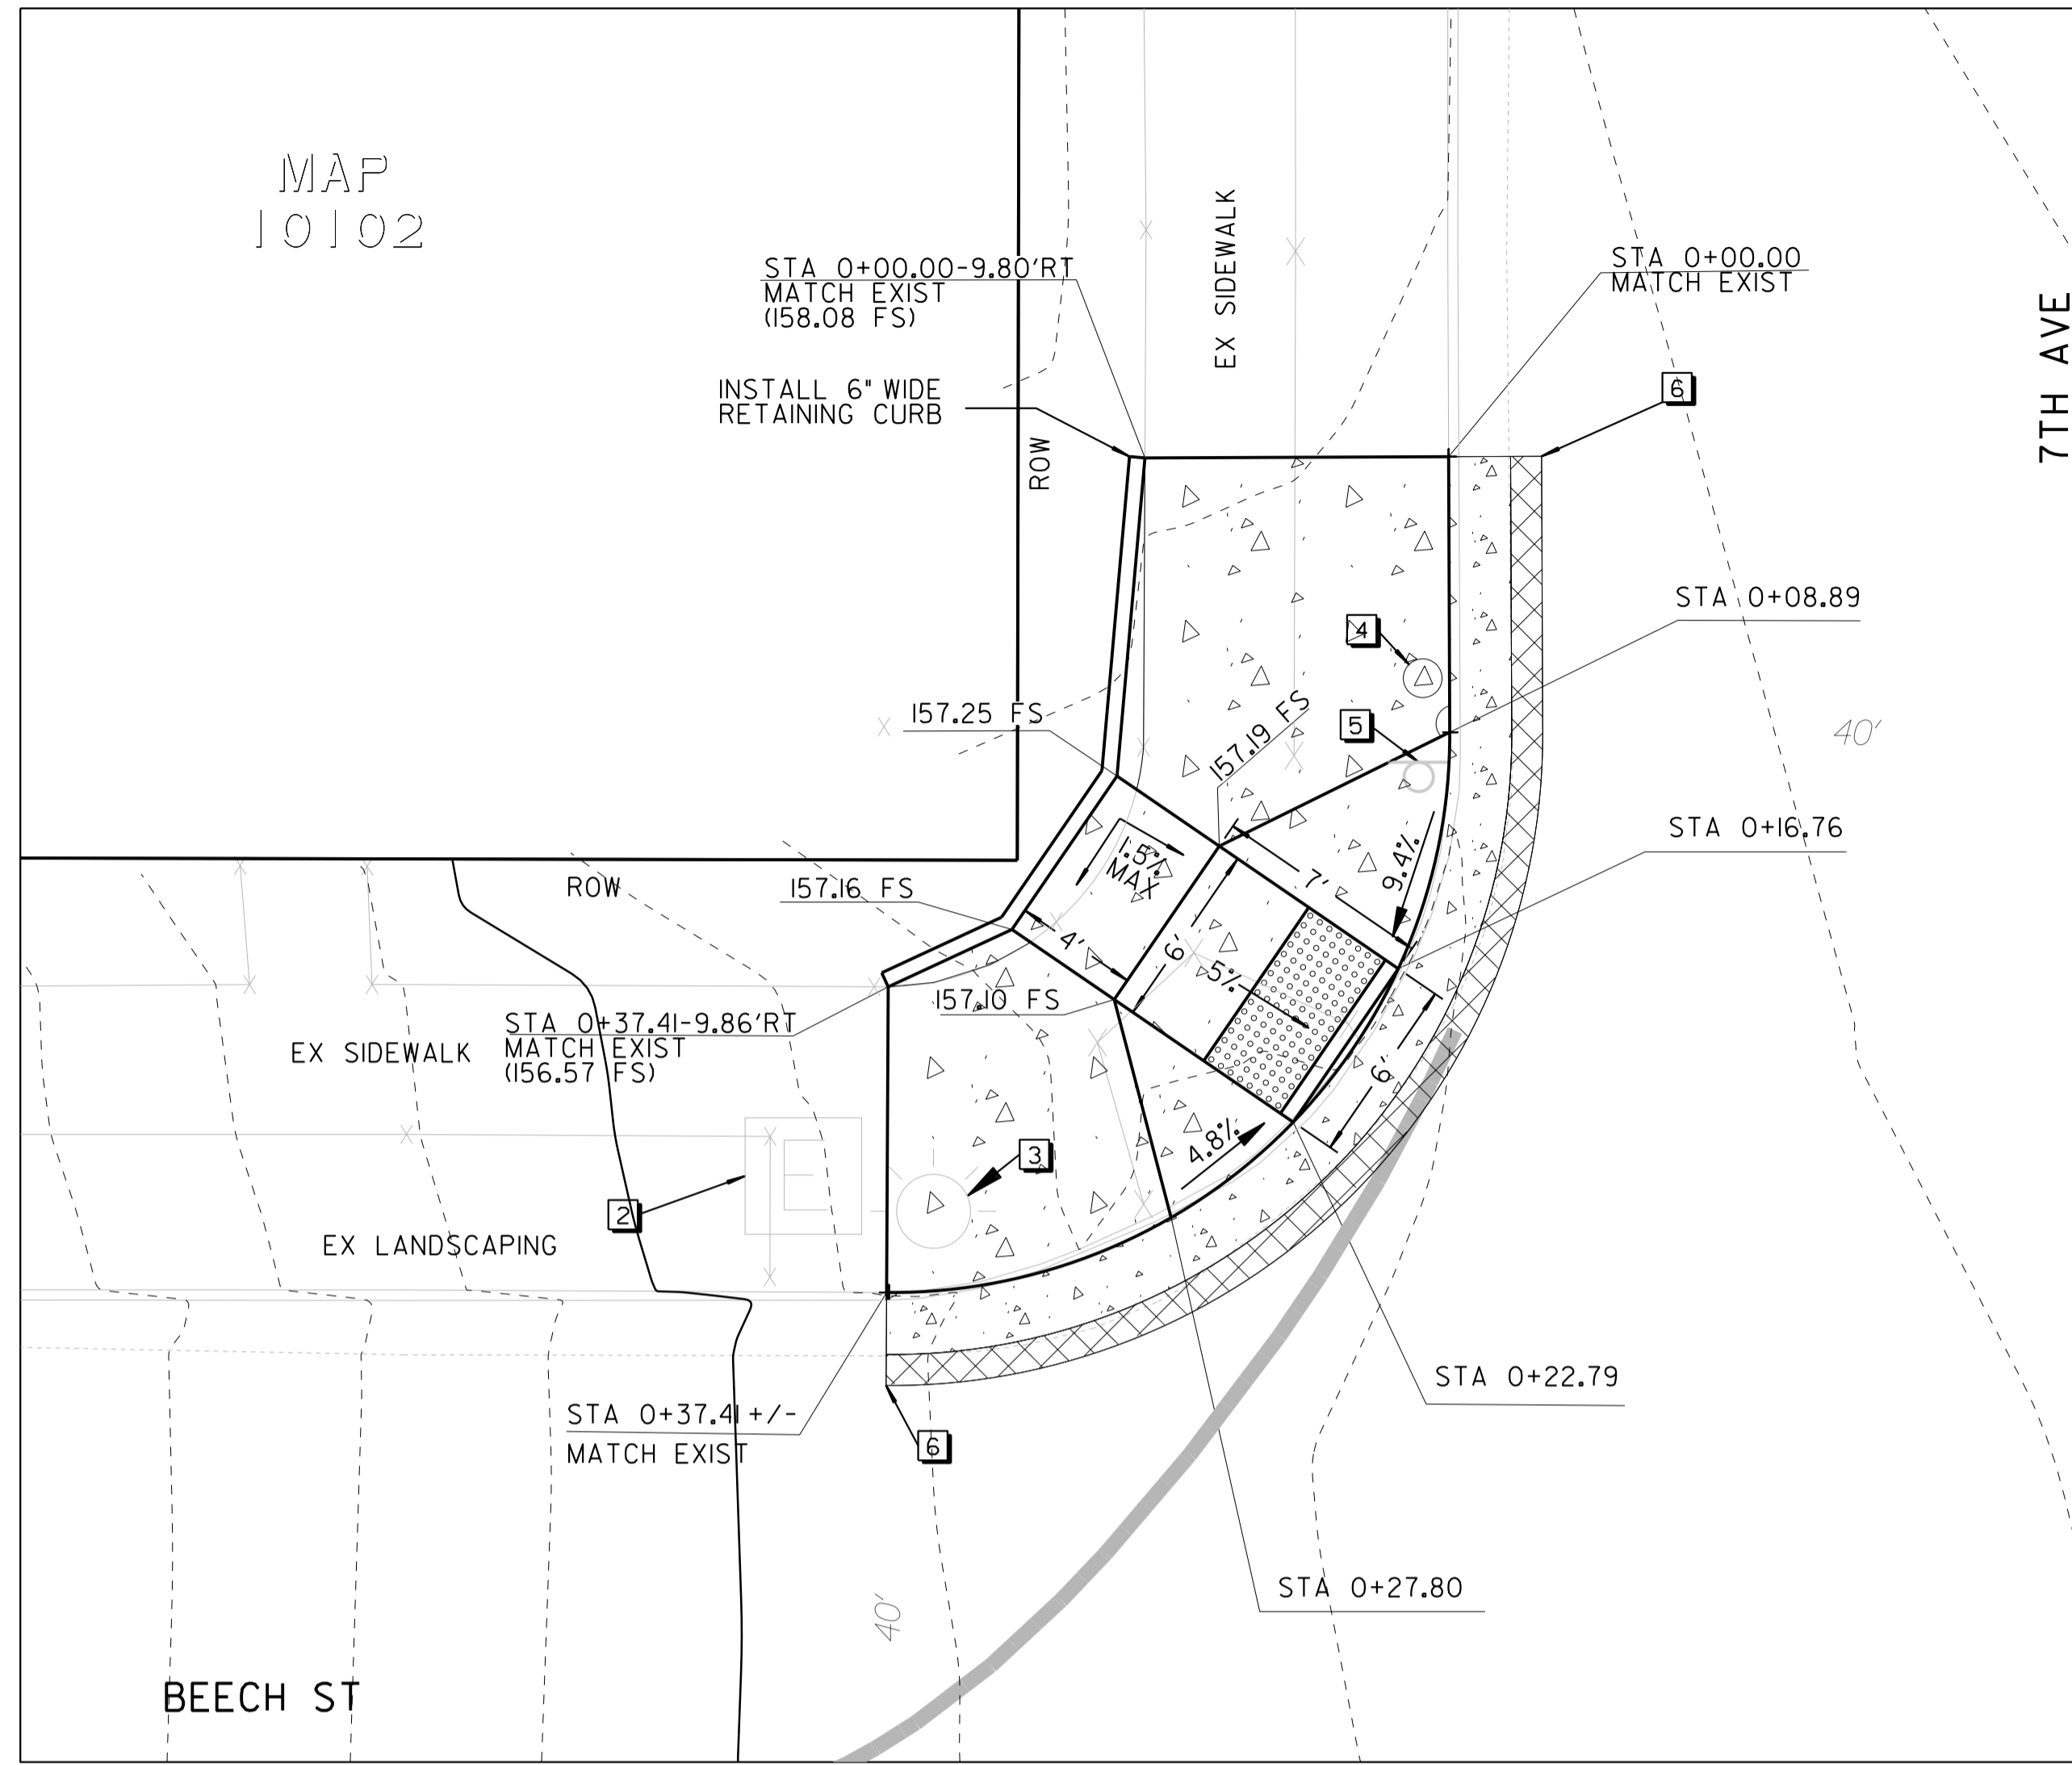 MAP
10102
STA 0+00.00-9.80'RT
MATCH EXIST
(158.08 FS)
EX SIDEWALK
STA 0+00.00
MATCH EXIST
7TH AVE
INSTALL 6" WIDE
RETAINING CURB
6
ROW
STA 0+08.89
4
157.25 FS
157.19 FS
5
40'
STA 0+16.76
ROW
157.16 FS
1.5%
MAX
7'
9.4%
4'
6'
5%
157.10 FS
STA 0+37.41-9.86'RT
MATCH EXIST
(156.57 FS)
EX SIDEWALK
6'
4.8%
3
E
2
EX LANDSCAPING
STA 0+22.79
STA 0+37.41 +/-
MATCH EXIST
6
STA 0+27.80
40'
BEECH ST